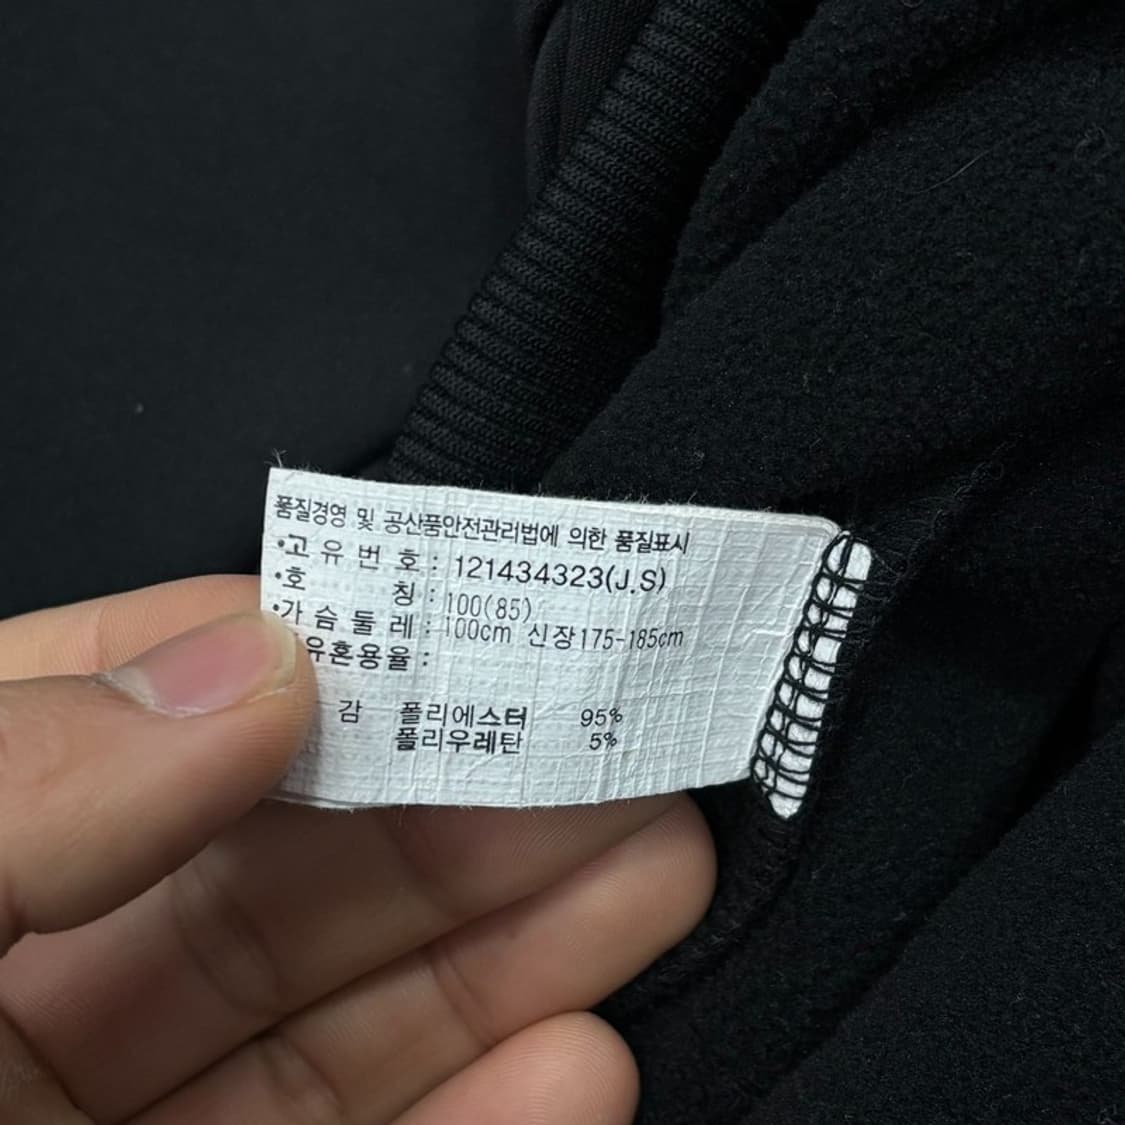 품질경영 및 공산품안전관리법에 의한 품질표시
•고 유 번 호 : 121434323(J.S)
•호 칭 : 100(85)
•가 슴 둘 레 : 100cm 신장175-185cm
유혼용율 :
감 폴리에스터 95%
폴리우레탄 5%